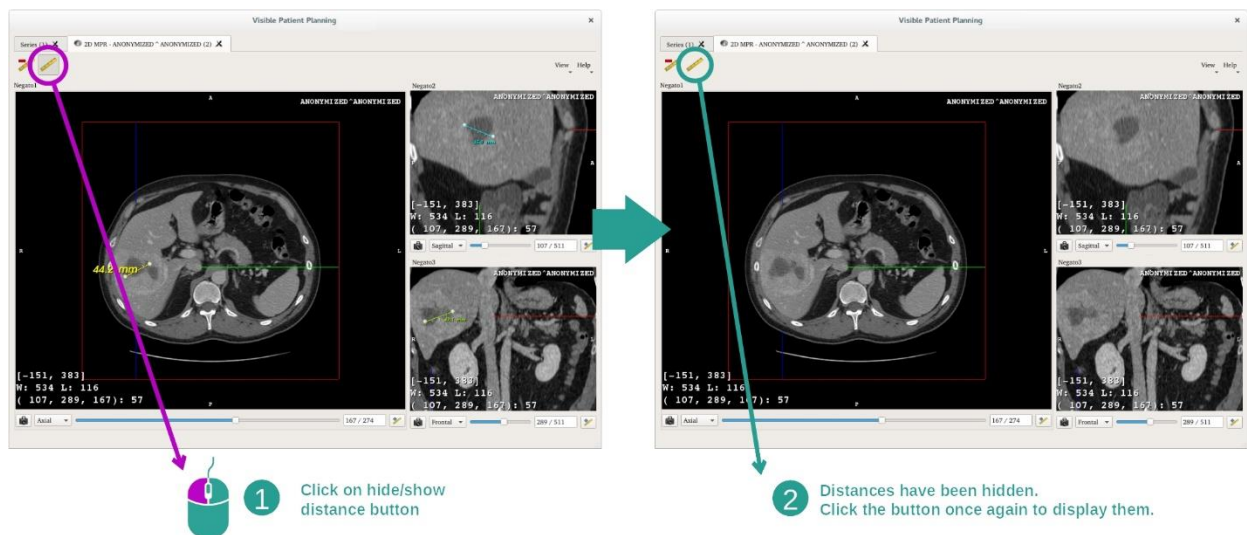 Visible Patient Planning
Series (1)
2D MPR - ANONYMIZED ^ ANONYMIZED (2)
View Help
Negato1
Negato2
A
ANONYMIZED^ANONYMIZED
R
L
44.2 mm
[-151, 383]
W: 534 L: 116
( 107, 289, 167): 57
P
Axial
167 / 274
ANONYMIZED^ANONYMIZED
A
[-151, 383]
W: 534 L: 116
( 107, 289, 167): 57
Sagittal
107 / 511
Negato3
ANONYMIZED^ANONYMIZED
R
L
[-151, 383]
W: 534 L: 116
( 107, 289, 167): 57
Frontal
289 / 511
Visible Patient Planning
Series (1)
2D MPR - ANONYMIZED ^ ANONYMIZED (2)
View Help
Negato1
Negato2
A
ANONYMIZED^ANONYMIZED
R
L
[-151, 383]
W: 534 L: 116
( 107, 289, 167): 57
P
Axial
167 / 274
ANONYMIZED^ANONYMIZED
A
[-151, 383]
W: 534 L: 116
( 107, 289, 167): 57
Sagittal
107 / 511
Negato3
ANONYMIZED^ANONYMIZED
R
L
[-151, 383]
W: 534 L: 116
( 107, 289, 167): 57
Frontal
289 / 511
1
Click on hide/show
distance button
2
Distances have been hidden.
Click the button once again to display them.